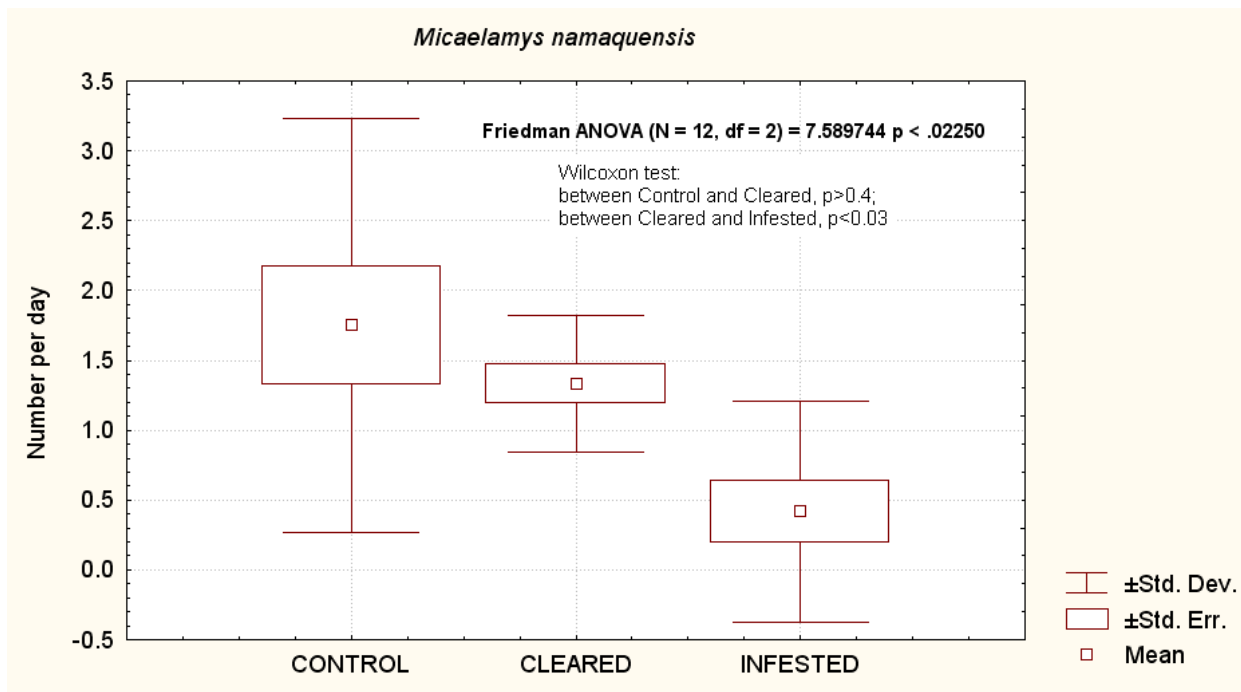 Micaelamys namaquensis
3.5
3.0
2.5
2.0
1.5
1.0
0.5
0.0
-0.5
Number per day
Friedman ANOVA (N = 12, df = 2) = 7.589744 p < .02250
Wilcoxon test:
between Control and Cleared, p>0.4;
between Cleared and Infested, p<0.03
CONTROL CLEARED INFESTED
±Std. Dev.
±Std. Err.
Mean